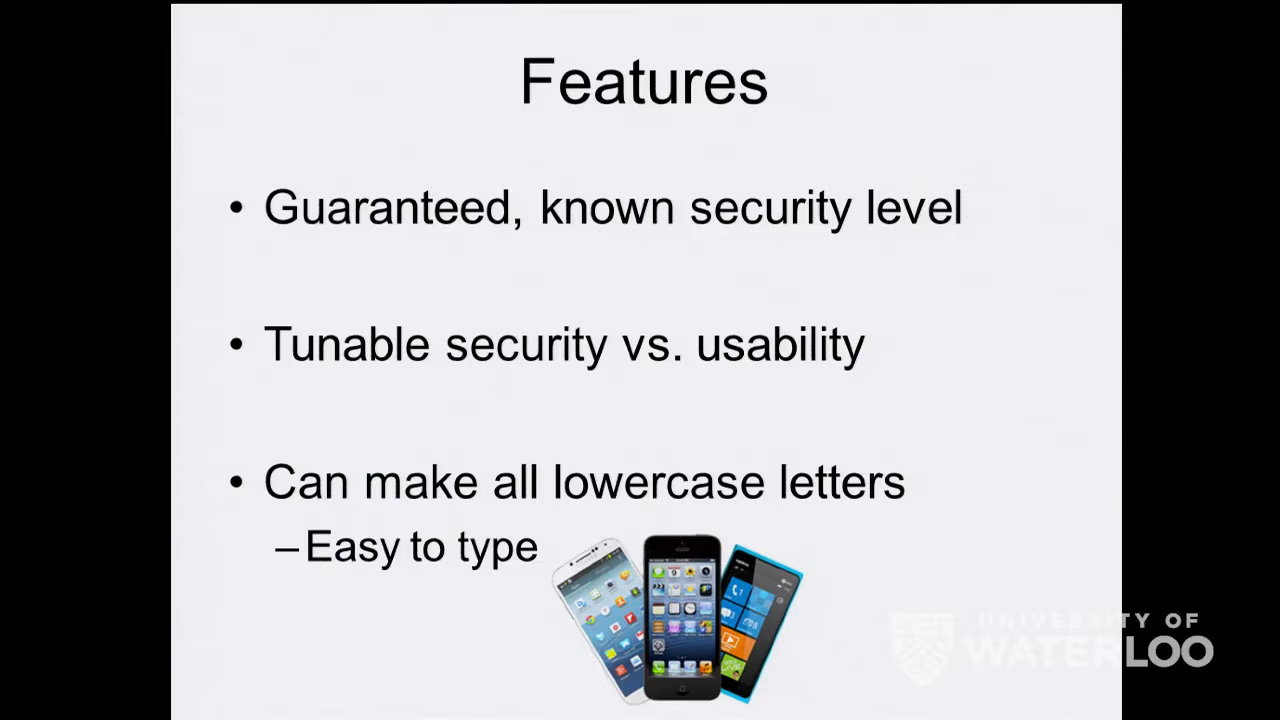 Features
• Guaranteed, known security level
• Tunable security vs. usability
• Can make all lowercase letters
–Easy to type
UNIVERSITY OF
WATERLOO